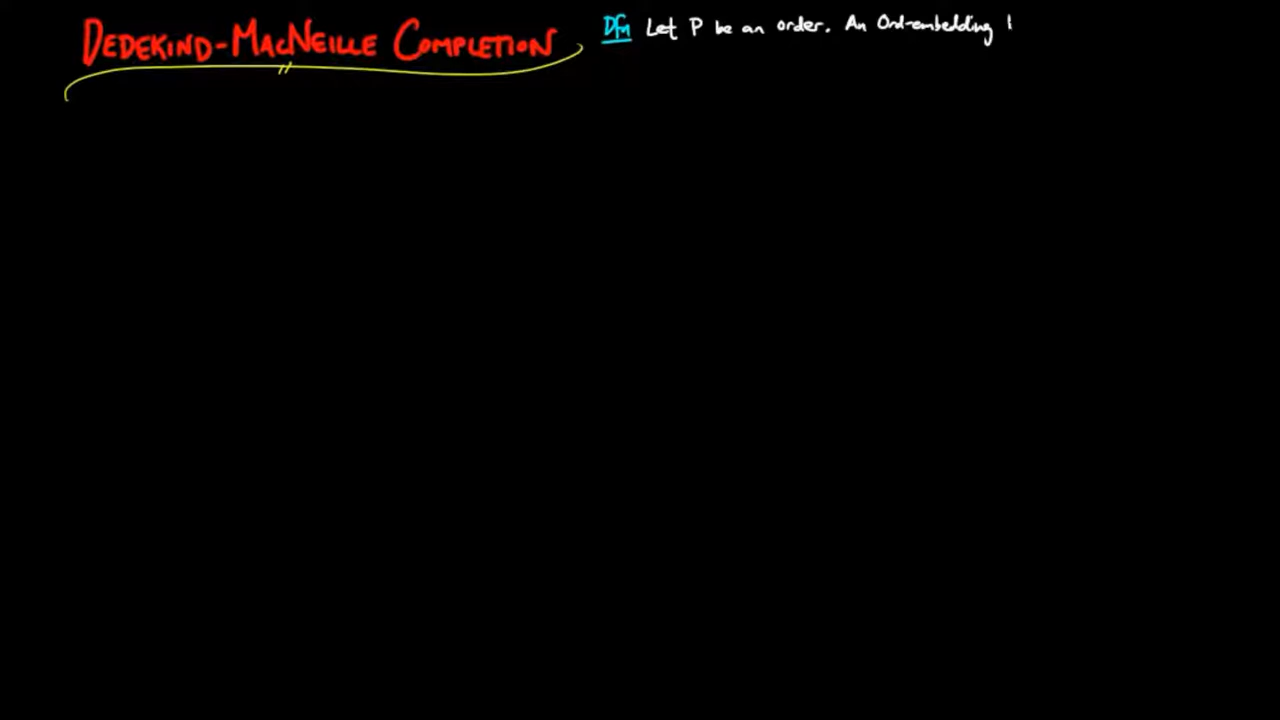 DEDEKIND-MACNEILLE COMPLETION
Dfn Let P be an order. An Ord-embedding